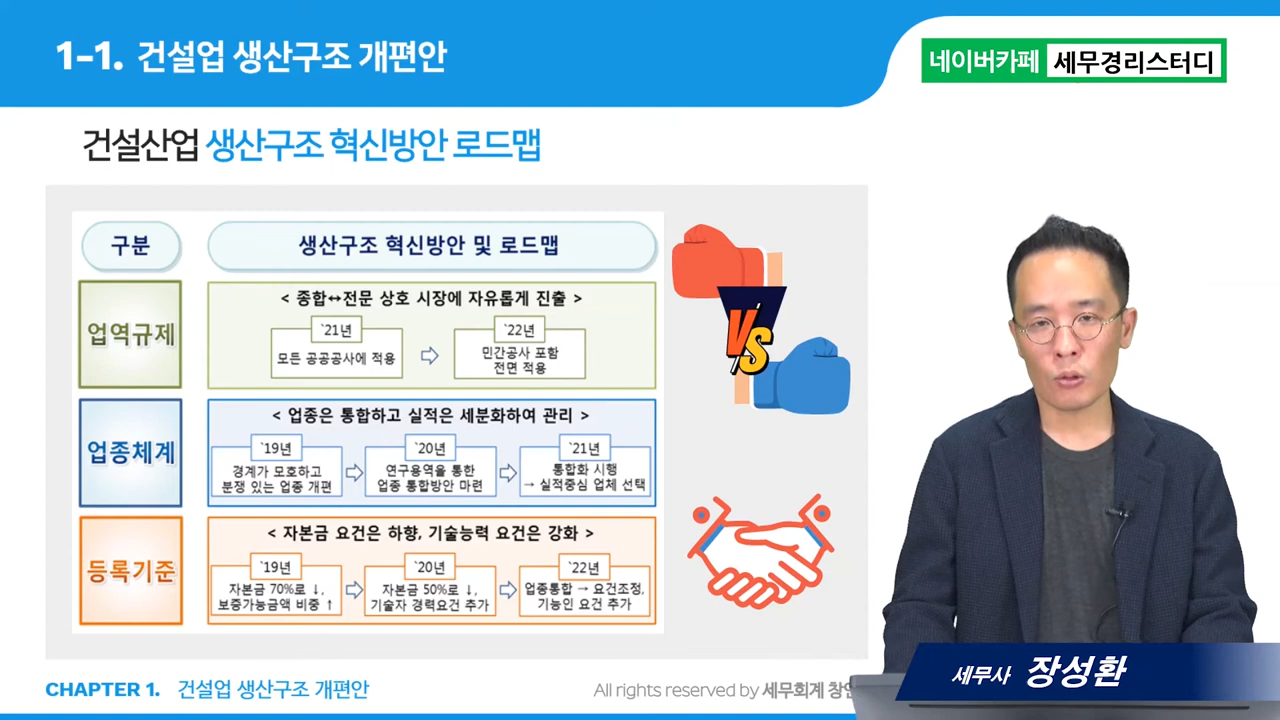 1-1. 건설업 생산구조 개편안
네이버카페 세무경리스터디
건설산업 생산구조 혁신방안 로드맵
구분
생산구조 혁신방안 및 로드맵
업역규제
< 종합↔전문 상호 시장에 자유롭게 진출 >
`21년
모든 공공공사에 적용
`22년
민간공사 포함
전면 적용
VS
업종체계
< 업종은 통합하고 실적은 세분화하여 관리 >
`19년
경계가 모호하고
분쟁 있는 업종 개편
`20년
연구용역을 통한
업종 통합방안 마련
`21년
통합화 시행
→ 실적중심 업체 선택
등록기준
< 자본금 요건은 하향, 기술능력 요건은 강화 >
`19년
자본금 70%로 ↓,
보증가능금액 비중 ↑
`20년
자본금 50%로 ↓,
기술자 경력요건 추가
`22년
업종통합 → 요건조정,
기능인 요건 추가
세무사 장성환
CHAPTER 1. 건설업 생산구조 개편안
All rights reserved by 세무회계 창